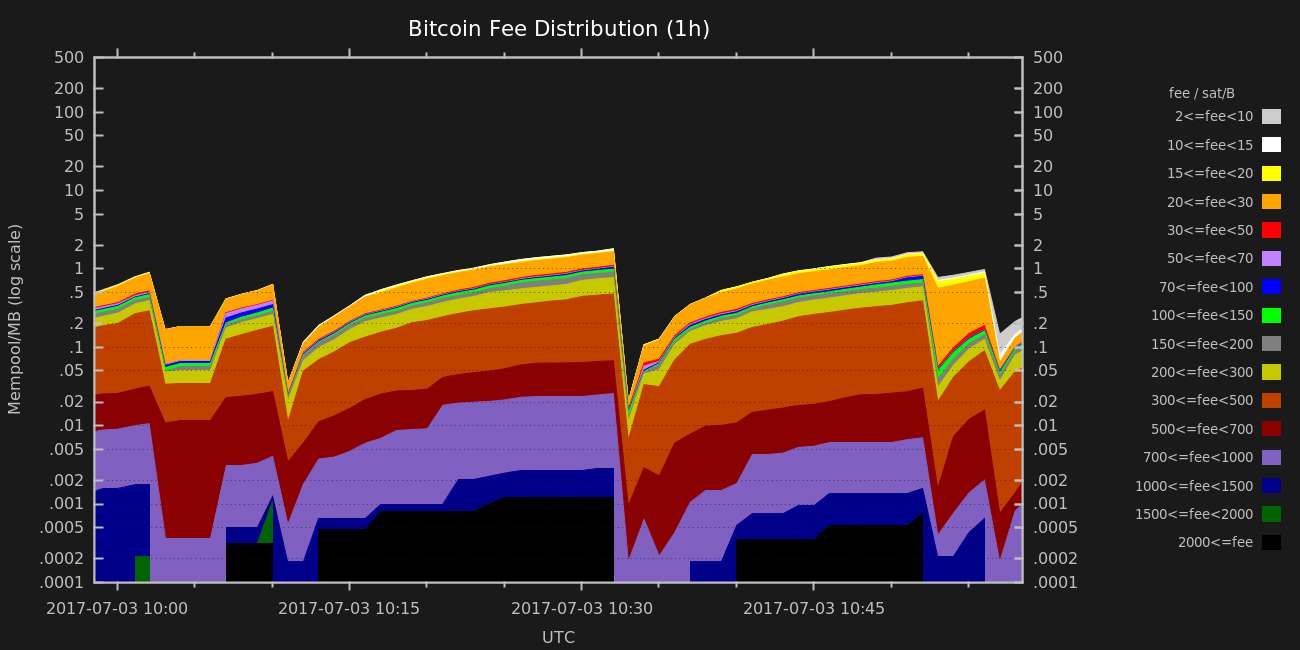 Bitcoin Fee Distribution (1h)
Mempool/MB (log scale)
500
200
100
50
20
10
5
2
1
.5
.2
.1
.05
.02
.01
.005
.002
.001
.0005
.0002
.0001
500
200
100
50
20
10
5
2
1
.5
.2
.1
.05
.02
.01
.005
.002
.001
.0005
.0002
.0001
2017-07-03 10:00 2017-07-03 10:15 2017-07-03 10:30 2017-07-03 10:45
UTC
fee / sat/B
2<=fee<10
10<=fee<15
15<=fee<20
20<=fee<30
30<=fee<50
50<=fee<70
70<=fee<100
100<=fee<150
150<=fee<200
200<=fee<300
300<=fee<500
500<=fee<700
700<=fee<1000
1000<=fee<1500
1500<=fee<2000
2000<=fee